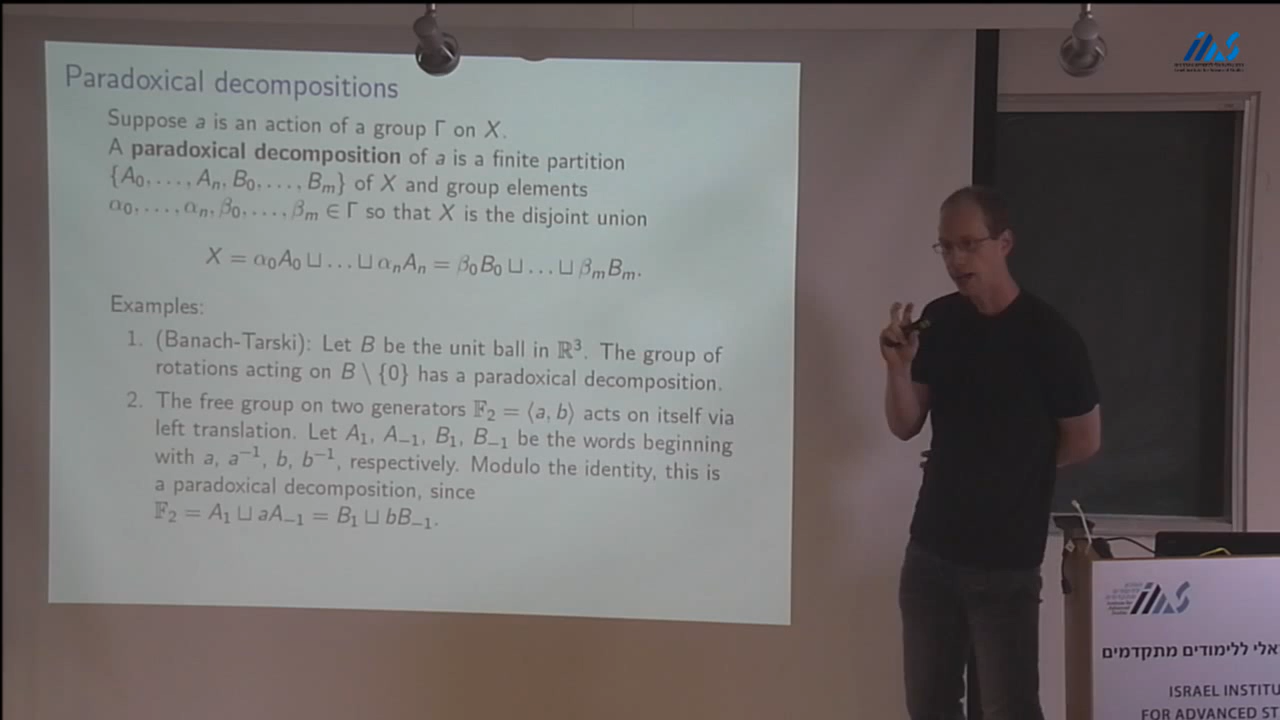 Paradoxical decompositions
Suppose a is an action of a group Γ on X.
A paradoxical decomposition of a is a finite partition
{A₀, . . . , Aₙ, B₀, . . . , Bₘ} of X and group elements
α₀, . . . , αₙ, β₀, . . . , βₘ ∈ Γ so that X is the disjoint union
X = α₀A₀ ⊔ . . . ⊔ αₙAₙ = β₀B₀ ⊔ . . . ⊔ βₘBₘ.
Examples:
1. (Banach-Tarski): Let B be the unit ball in ℝ³. The group of
rotations acting on B \ {0} has a paradoxical decomposition.
2. The free group on two generators 𝔽₂ = ⟨a, b⟩ acts on itself via
left translation. Let A₁, A₋₁, B₁, B₋₁ be the words beginning
with a, a⁻¹, b, b⁻¹, respectively. Modulo the identity, this is
a paradoxical decomposition, since
𝔽₂ = A₁ ⊔ aA₋₁ = B₁ ⊔ bB₋₁.
IIAS
IIAS
אלי ללימודים מתקדמים
ISRAEL INSTITU
FOR ADVANCED ST